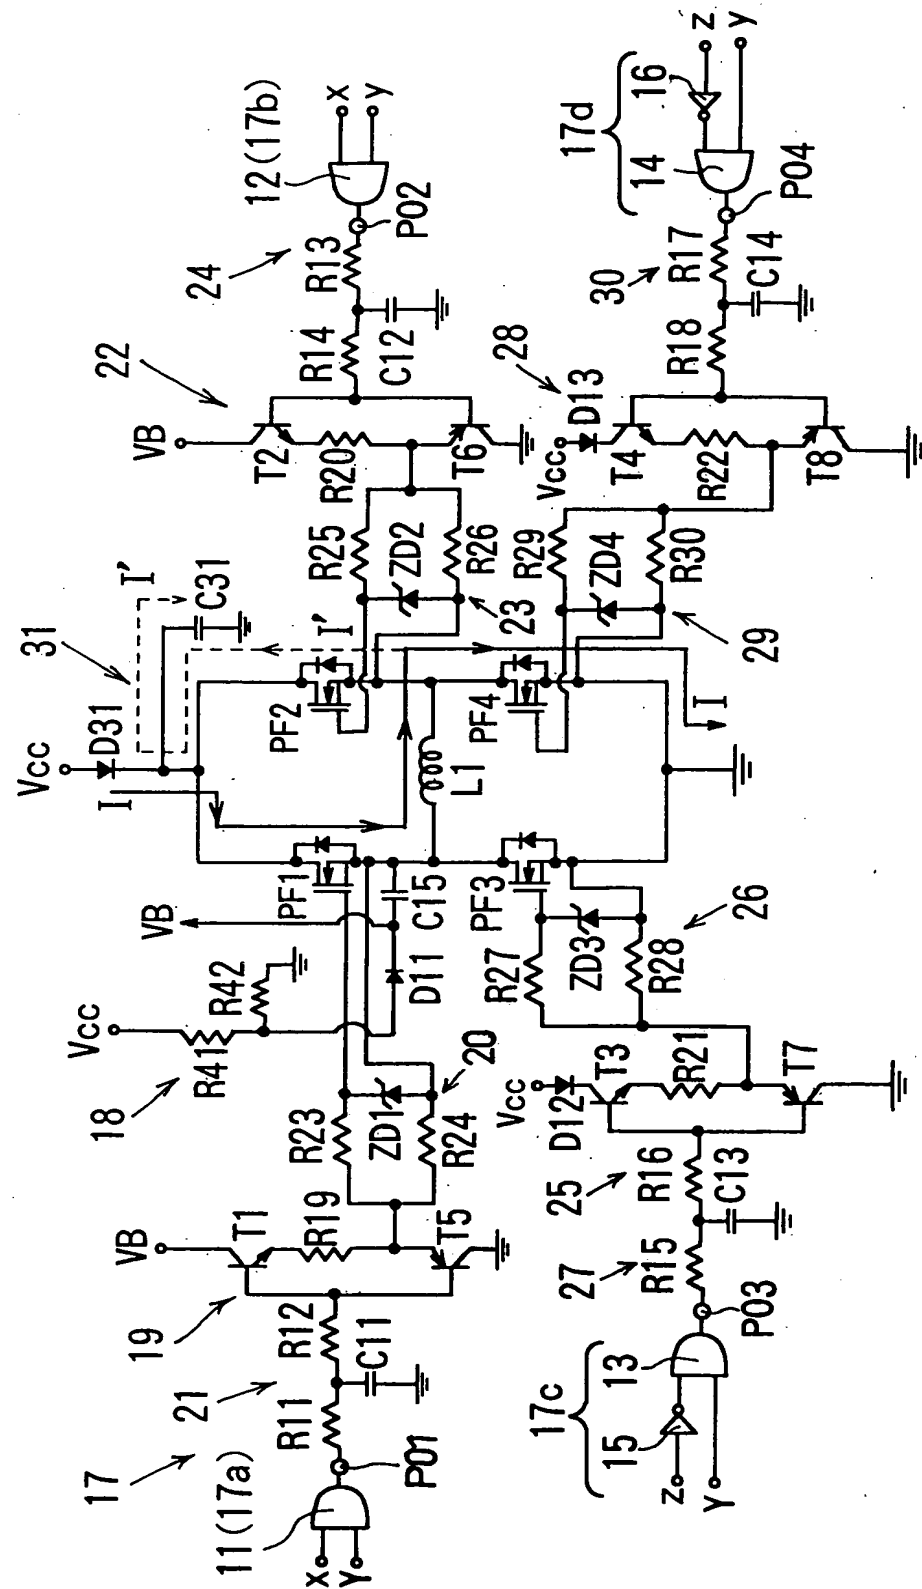 Vcc
31
D31
I'
18
Vcc
I
22
17
19
VB
R41
R42
VB
C31
VB
24
21
11(17a)
R11
R12
T1
R19
R23
PF1
PF2
I'
R25
T2
R20
R14
R13
12(17b)
X
Y
X
y
PO1
C11
T5
ZD1
R24
20
D11
C15
L1
ZD2
R26
23
T6
C12
PO2
17c
27
25
Vcc
D12
T3
R27
PF3
PF4
R29
Vcc
D13
28
30
17d
15
13
R15
R16
R21
ZD3
R28
ZD4
R30
T4
R22
R18
R17
14
16
Z
Y
PO3
C13
T7
26
I
29
T8
C14
PO4
Z
y